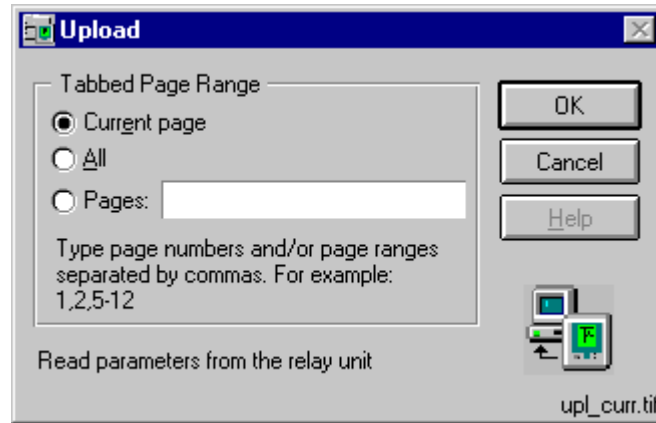 Upload
Tabbed Page Range
Current page
All
Pages:
Type page numbers and/or page ranges
separated by commas. For example:
1,2,5-12
OK
Cancel
Help
Read parameters from the relay unit
upl_curr.tif